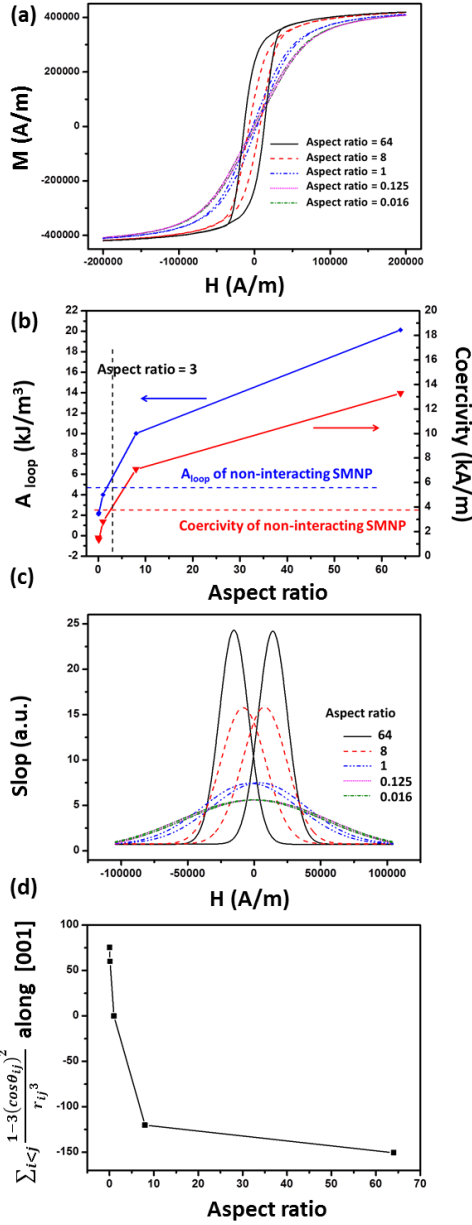 (a)
M (A/m)
400000
200000
0
-200000
-400000
Aspect ratio = 64
Aspect ratio = 8
Aspect ratio = 1
Aspect ratio = 0.125
Aspect ratio = 0.016
-200000 -100000 0 100000 200000
H (A/m)
(b)
A loop (kJ/m³)
22
20
18
16
14
12
10
8
6
4
2
0
-2
Aspect ratio = 3
A loop of non-interacting SMNP
Coercivity of non-interacting SMNP
20
18
16
14
12
10
8
6
4
2
0
Coercivity (kA/m)
0 10 20 30 40 50 60
Aspect ratio
(c)
Slop (a.u.)
25
20
15
10
5
0
Aspect ratio
64
8
1
0.125
0.016
-100000 -50000 0 50000 100000
H (A/m)
(d)
∑i<j 1−3(cosθij)² / rij³ along [001]
100
75
50
25
0
-25
-50
-75
-100
-125
-150
0 10 20 30 40 50 60 70
Aspect ratio